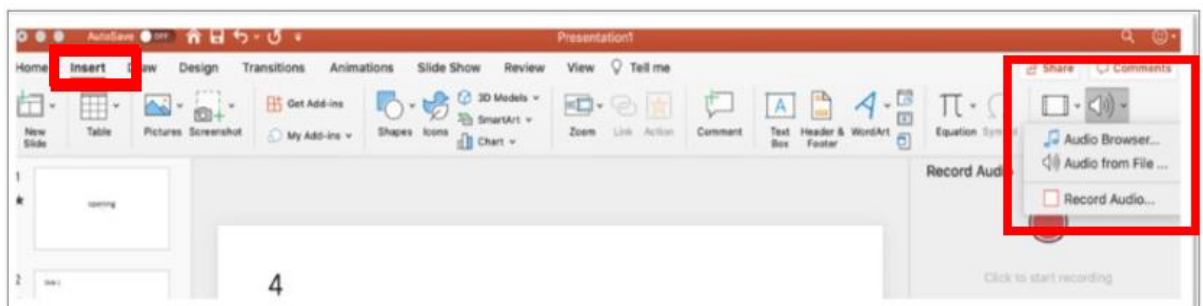 AutoSave OFF Presentation1
Home Insert Draw Design Transitions Animations Slide Show Review View Tell me Share Comments
New Slide
Table
Pictures
Screenshot
Get Add-ins
My Add-ins
Shapes
Icons
3D Models
SmartArt
Chart
Zoom
Link
Action
Comment
Text Box
Header & Footer
WordArt
Equation
Audio Browser...
Audio from File ...
Record Audio...
Record Audio
1
opening
2
4
Click to start recording